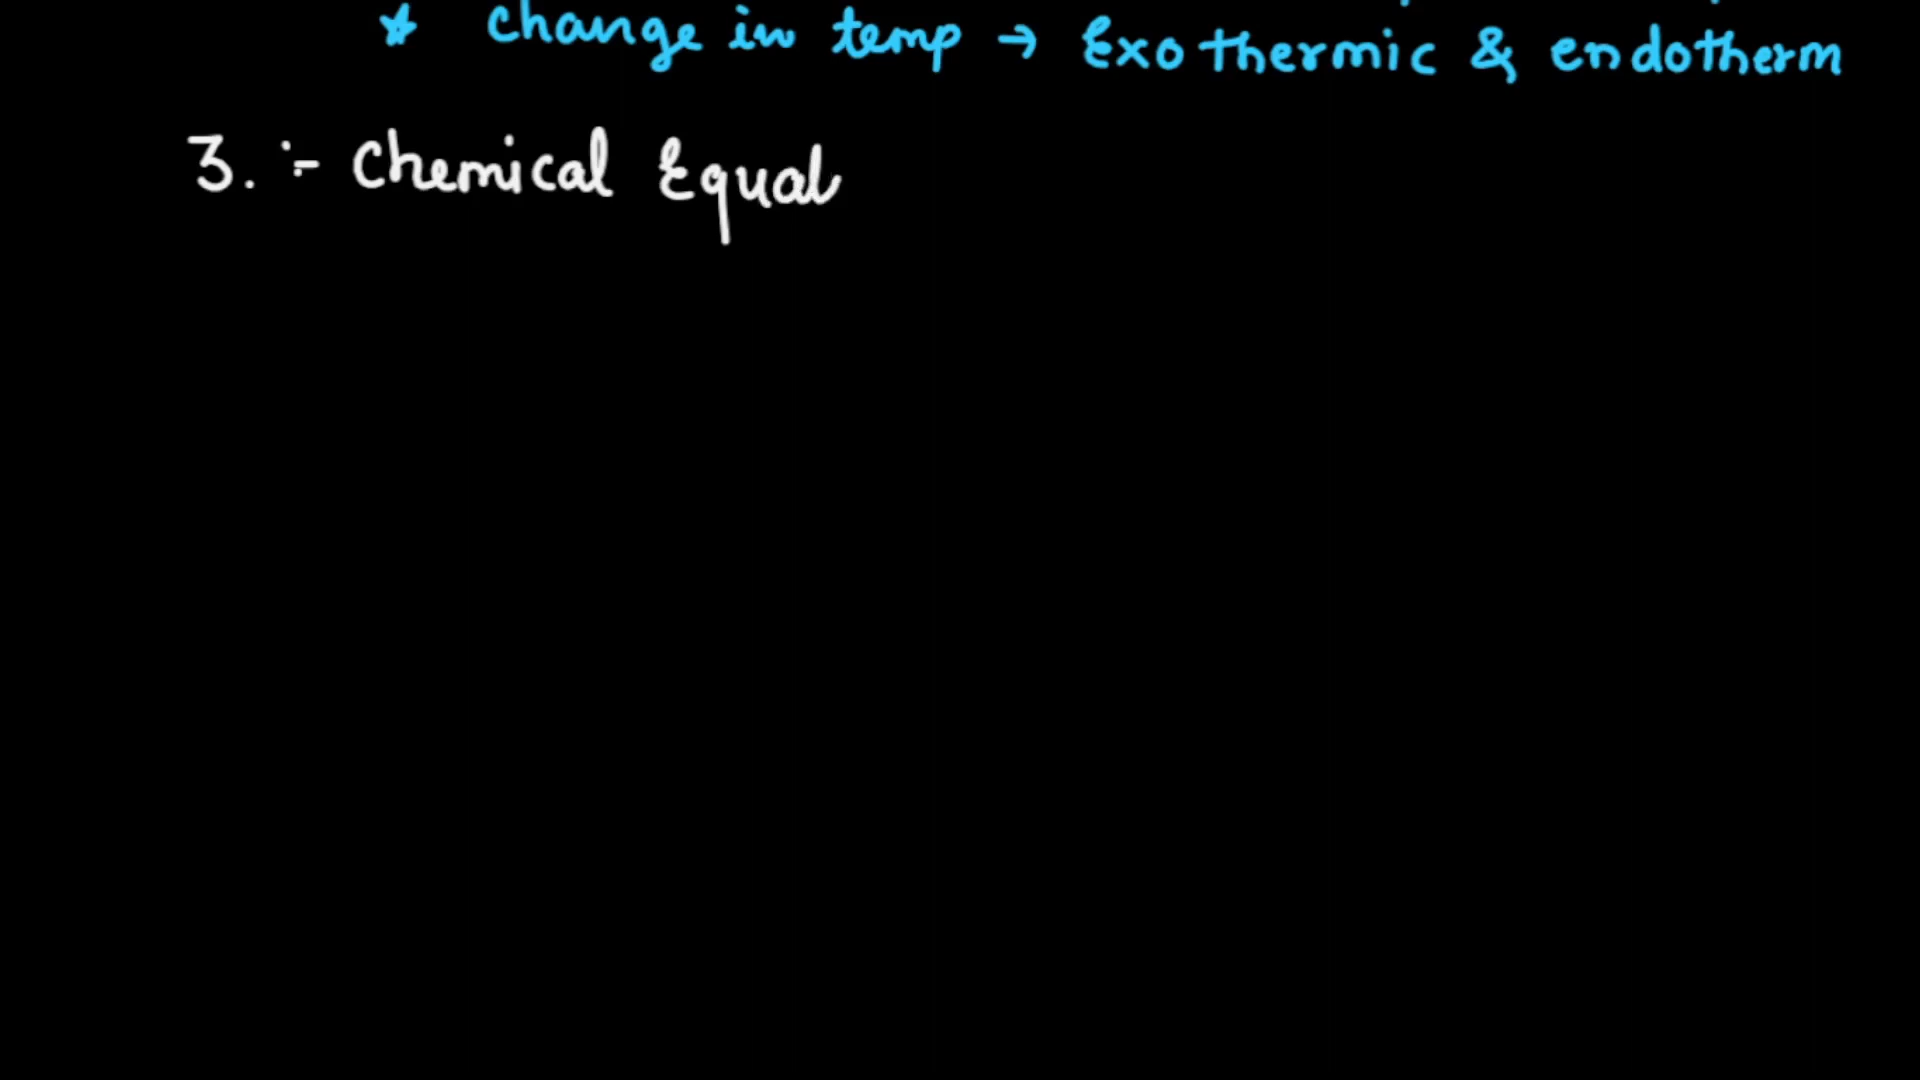 * Change in temp → Exothermic & endotherm
3. :- Chemical Equal